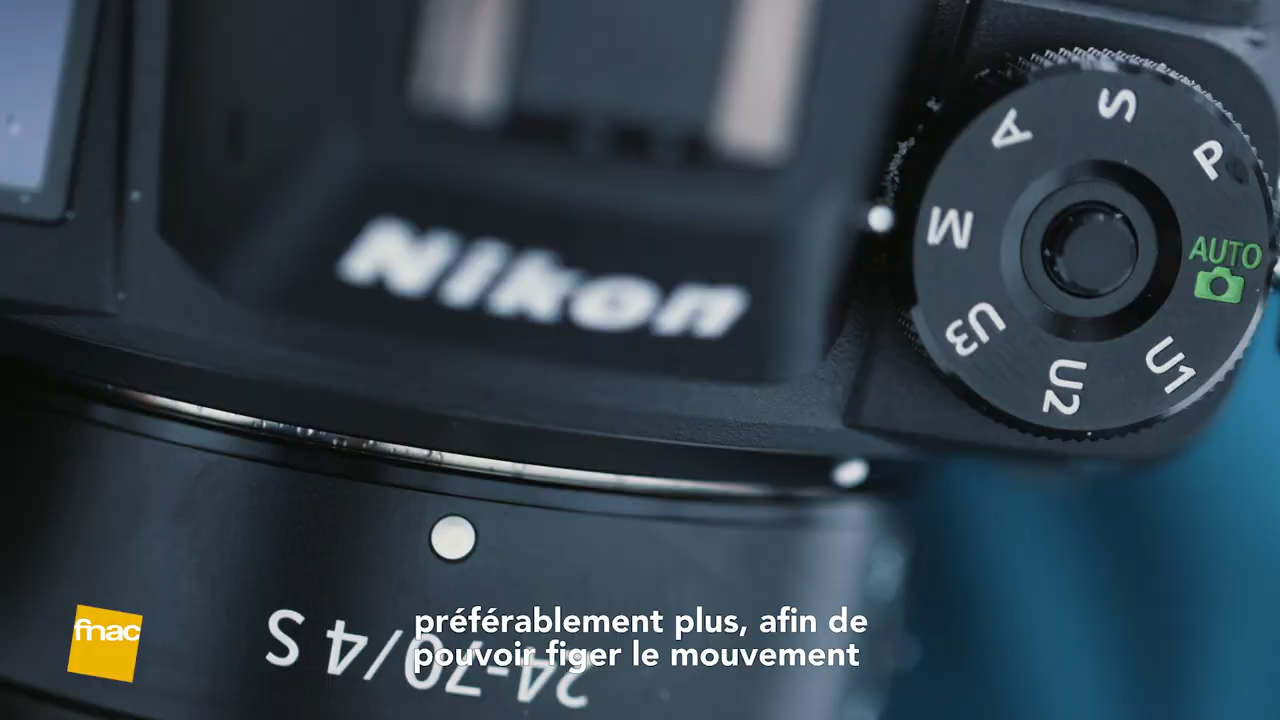 S
A
P
M
Nikon
AUTO
U3
U2
U1
24-70/4 S
fnac
préférablement plus, afin de
pouvoir figer le mouvement